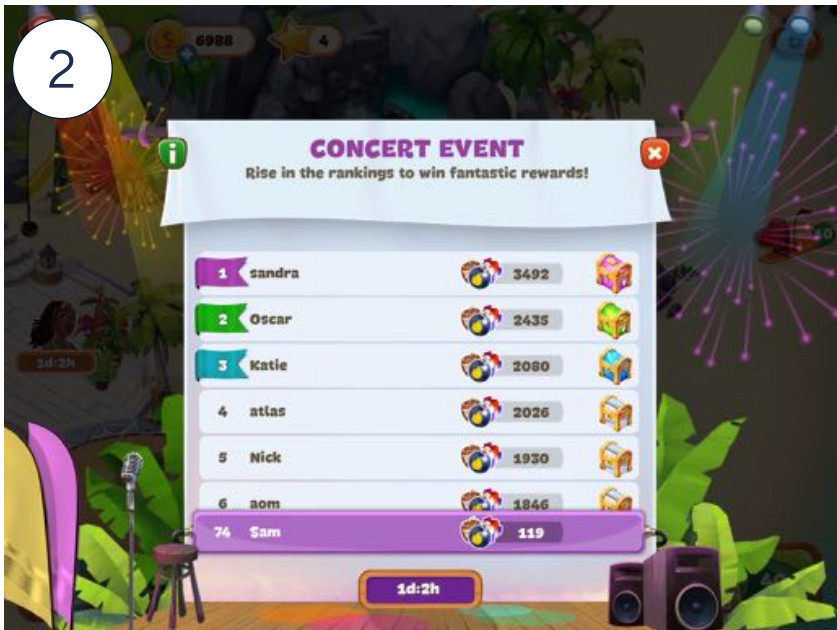 2
6988
4
i
CONCERT EVENT
Rise in the rankings to win fantastic rewards!
1 sandra 3492
2 Oscar 2435
3 Katie 2080
1d:2h
4 atlas 2026
5 Nick 1930
6 aom 1846
74 Sam 119
1d:2h